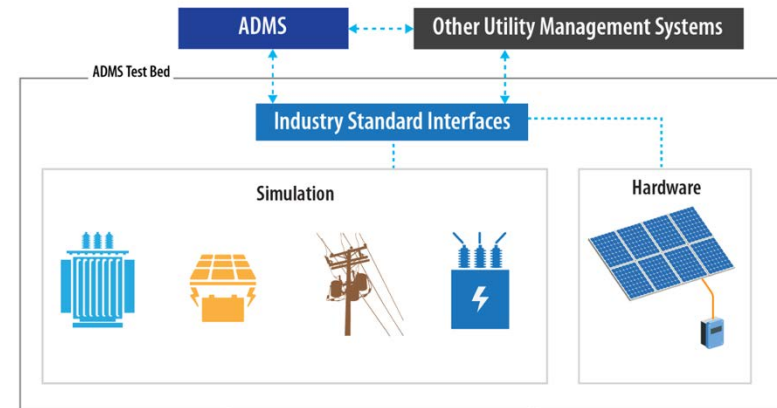 ADMS
Other Utility Management Systems
ADMS Test Bed
Industry Standard Interfaces
Simulation
Hardware